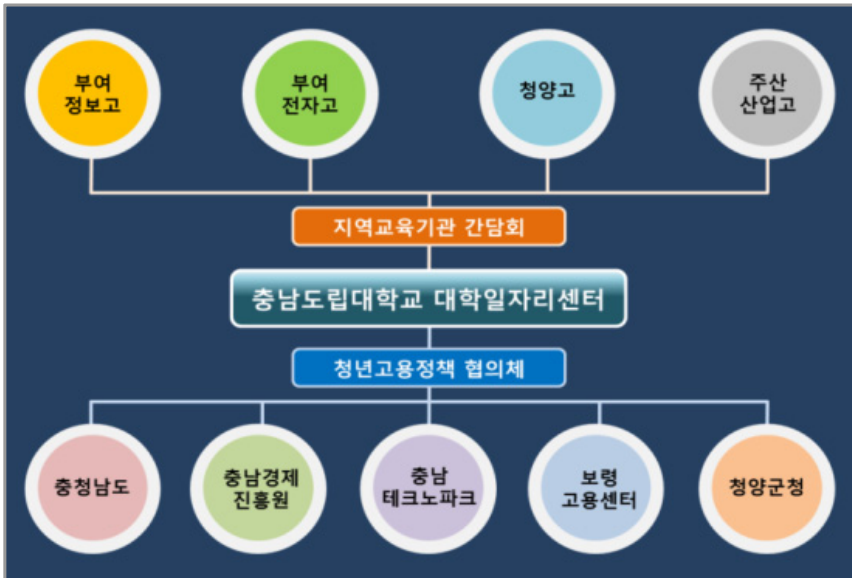 부여
정보고
부여
전자고
청양고
주산
산업고
지역교육기관 간담회
충남도립대학교 대학일자리센터
청년고용정책 협의체
충청남도
충남경제
진흥원
충남
테크노파크
보령
고용센터
청양군청